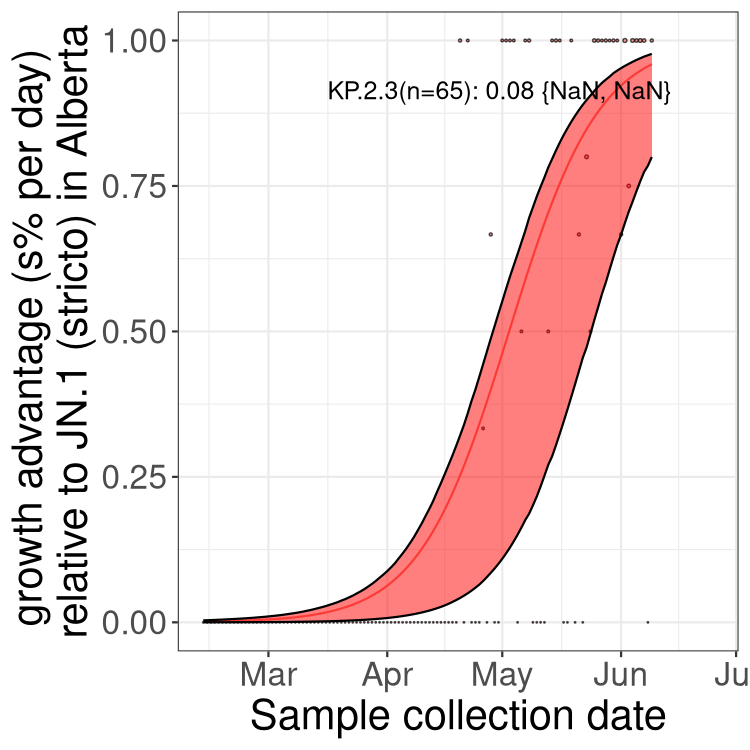 growth advantage (s% per day)
relative to JN.1 (stricto) in Alberta
1.00
0.75
0.50
0.25
0.00
KP.2.3(n=65): 0.08 {NaN, NaN}
Mar Apr May Jun Ju
Sample collection date